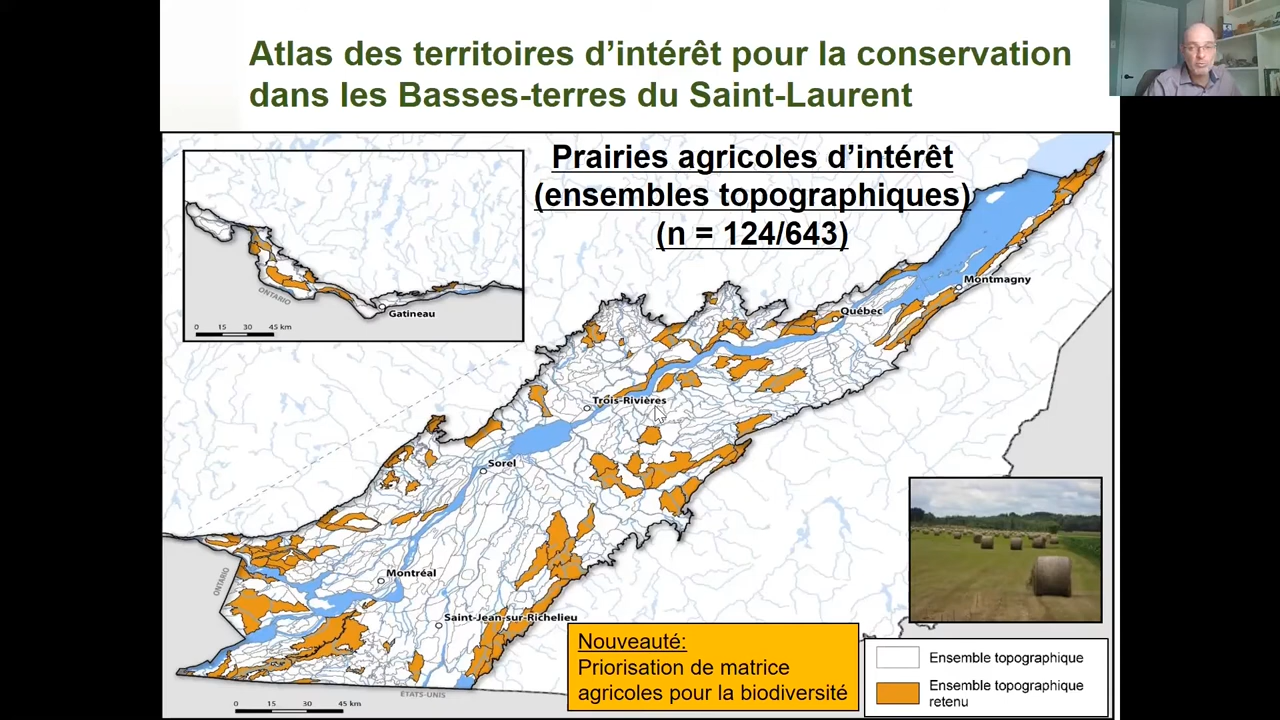 Atlas des territoires d’intérêt pour la conservation
dans les Basses-terres du Saint-Laurent
Prairies agricoles d’intérêt
(ensembles topographiques)
(n = 124/643)
ONTARIO
Gatineau
0 15 30 45 km
Montmagny
Québec
Trois-Rivières
Sorel
ONTARIO
Montréal
Saint-Jean-sur-Richelieu
ÉTATS-UNIS
0 15 30 45 km
Nouveauté:
Priorisation de matrice
agricoles pour la biodiversité
Ensemble topographique
Ensemble topographique
retenu